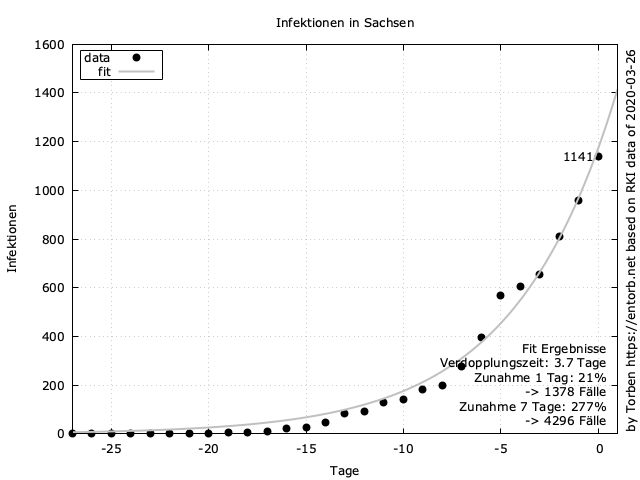 Infektionen in Sachsen
1600
1400
1200
1000
800
600
400
200
0
-25
-20
-15
-10
-5
0
Infektionen
Tage
data
fit
1141
Fit Ergebnisse
Verdopplungszeit: 3.7 Tage
Zunahme 1 Tag: 21%
-> 1378 Fälle
Zunahme 7 Tage: 277%
-> 4296 Fälle
by Torben https://entorb.net based on RKI data of 2020-03-26